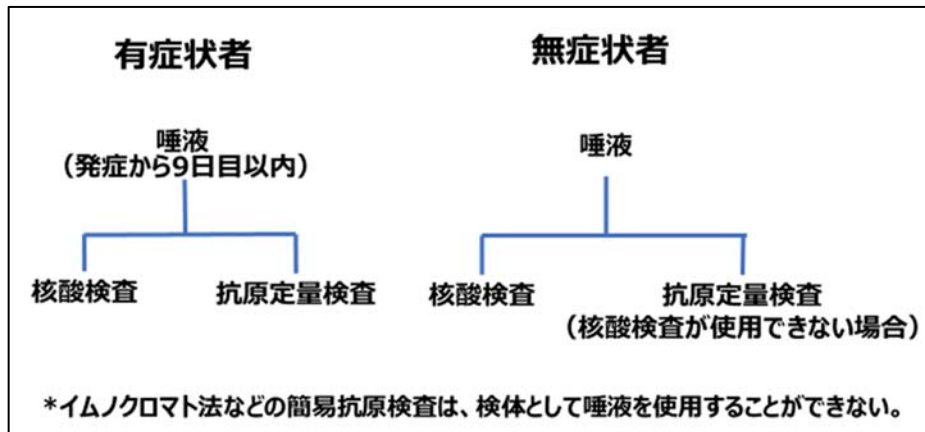 有症状者
唾液
（発症から9日目以内）
核酸検査
抗原定量検査
無症状者
唾液
核酸検査
抗原定量検査
（核酸検査が使用できない場合）
*イムノクロマト法などの簡易抗原検査は、検体として唾液を使用することができない。